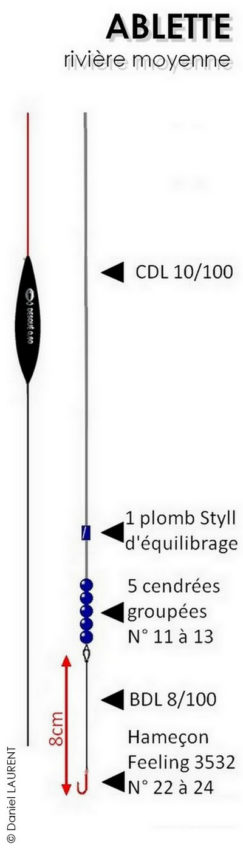 ABLETTE
rivière moyenne
CDL 10/100
1 plomb Styll
d'équilibrage
5 cendrées
groupées
N° 11 à 13
8cm
BDL 8/100
Hameçon
Feeling 3532
N° 22 à 24
© Daniel LAURENT